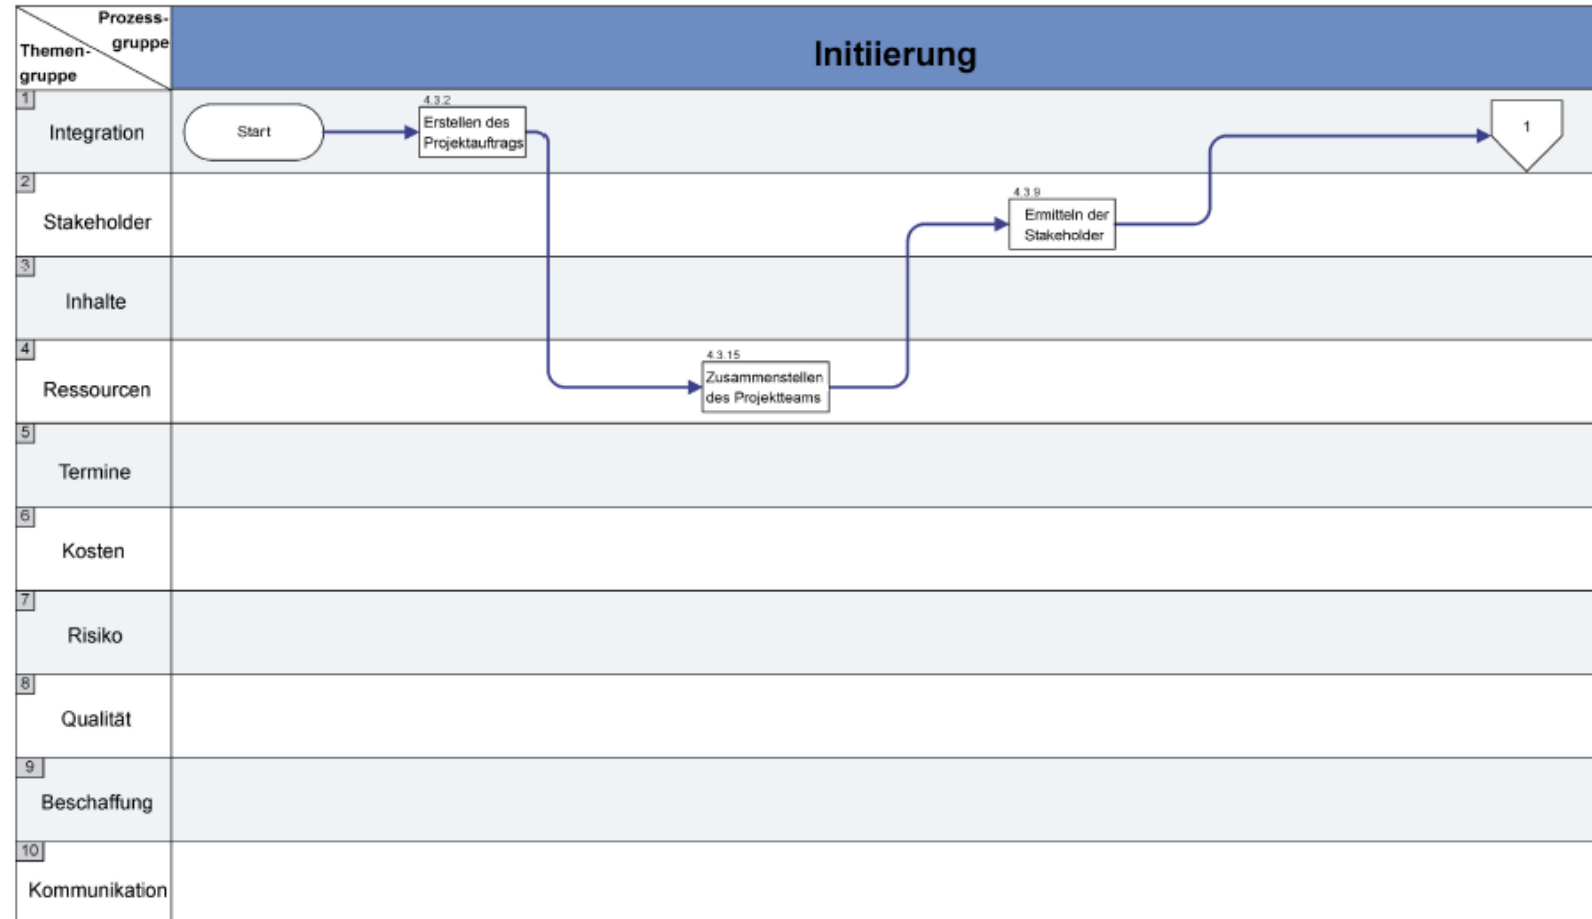 Prozess-
gruppe
Themen-
gruppe
Initiierung
1
Integration
Start
4.3.2
Erstellen des
Projektauftrags
1
2
Stakeholder
4.3.9
Ermitteln der
Stakeholder
3
Inhalte
4
Ressourcen
4.3.15
Zusammenstellen
des Projektteams
5
Termine
6
Kosten
7
Risiko
8
Qualität
9
Beschaffung
10
Kommunikation